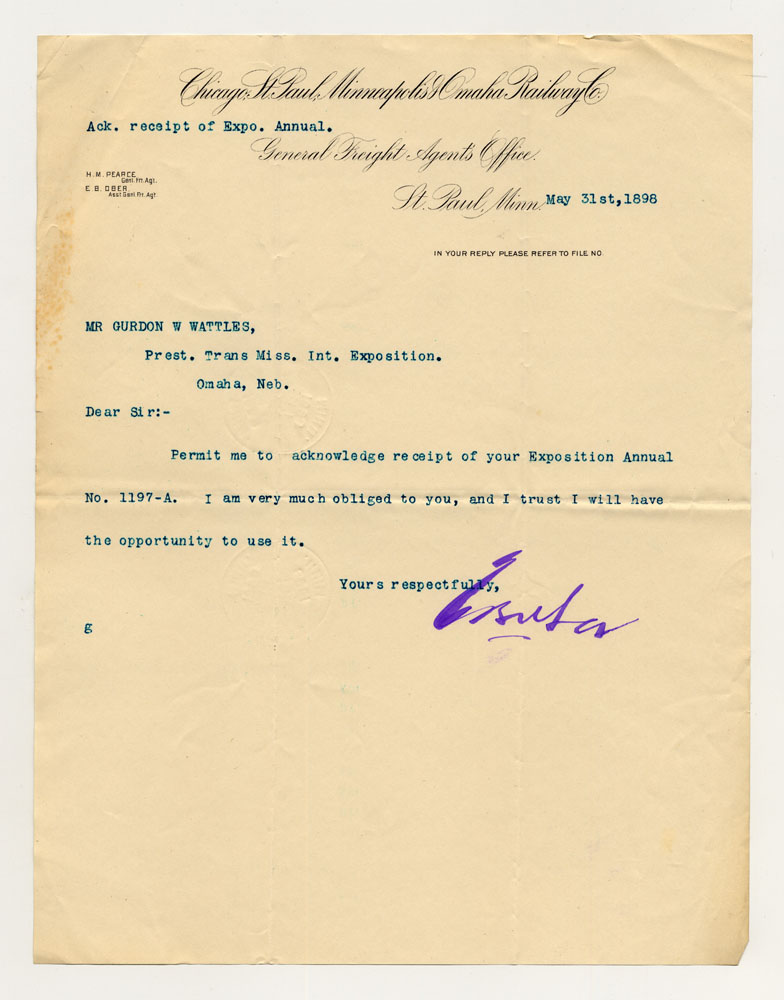 Chicago, St. Paul, Minneapolis & Omaha Railway Co.
Ack. receipt of Expo. Annual.
General Freight Agent's Office.
H. M. PEARCE,
Genl. Frt. Agt.
E. B. OBER,
Asst Genl. Frt. Agt.
St. Paul, Minn. May 31st, 1898
IN YOUR REPLY PLEASE REFER TO FILE NO.
MR GURDON W WATTLES,
Prest. Trans Miss. Int. Exposition.
Omaha, Neb.
Dear Sir:-
Permit me to acknowledge receipt of your Exposition Annual
No. 1197-A. I am very much obliged to you, and I trust I will have
the opportunity to use it.
Yours respectfully,
g